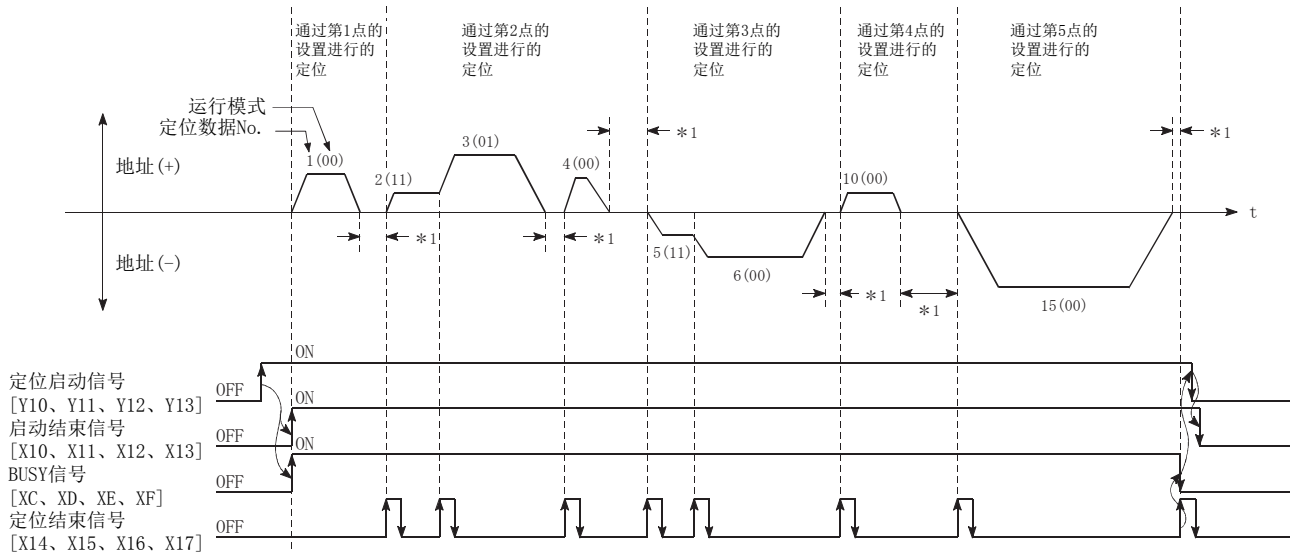 通过第1点的
设置进行的
定位
通过第2点的
设置进行的
定位
通过第3点的
设置进行的
定位
通过第4点的
设置进行的
定位
通过第5点的
设置进行的
定位
运行模式
定位数据No.
地址(+)
1(00)
2(11)
3(01)
4(00)
*1
10(00)
*1
t
*1
*1
5(11)
6(00)
地址(-)
*1
*1
15(00)
ON
定位启动信号
[Y10、Y11、Y12、Y13]
OFF
ON
启动结束信号
[X10、X11、X12、X13]
OFF
ON
BUSY信号
[XC、XD、XE、XF]
OFF
定位结束信号
[X14、X15、X16、X17]
OFF